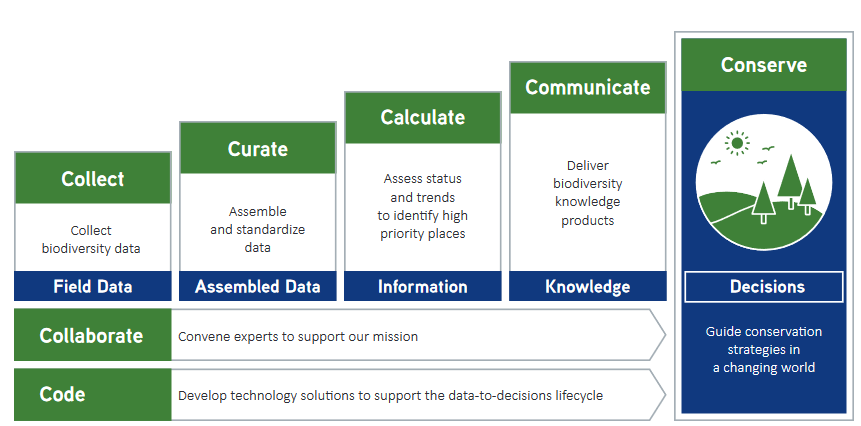 Collect
Collect
biodiversity data
Field Data
Curate
Assemble
and standardize
data
Assembled Data
Calculate
Assess status
and trends
to identify high
priority places
Information
Communicate
Deliver
biodiversity
knowledge
products
Knowledge
Conserve
Decisions
Guide conservation
strategies in
a changing world
Collaborate
Convene experts to support our mission
Code
Develop technology solutions to support the data-to-decisions lifecycle